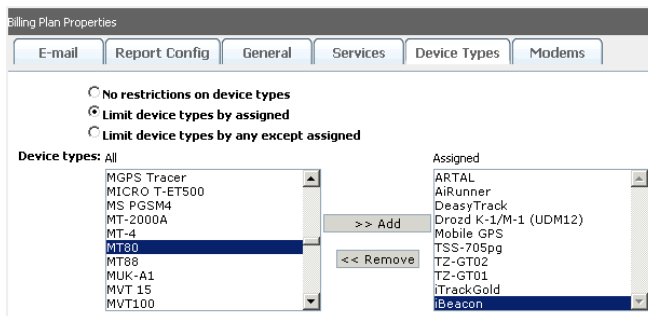 Billing Plan Properties
E-mail Report Config General Services Device Types Modems
No restrictions on device types
Limit device types by assigned
Limit device types by any except assigned
Device types: All
MGPS Tracer
MICRO T-ET500
MS PGSM4
MT-2000A
MT-4
MT80
MT88
MUK-A1
MVT 15
MVT100
>> Add
<< Remove
Assigned
ARTAL
AiRunner
DeasyTrack
Drozd K-1/M-1 (UDM12)
Mobile GPS
TSS-705pg
TZ-GT02
TZ-GT01
iTrackGold
iBeacon